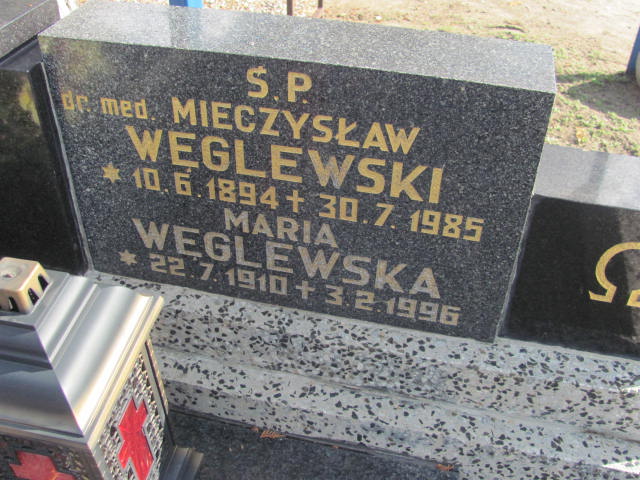 Ś.P.
dr. med. MIECZYSŁAW
WĘGLEWSKI
* 10.6.1894 + 30.7.1985
MARIA
WĘGLEWSKA
* 22.7.1910 + 3.2.1996
Ω